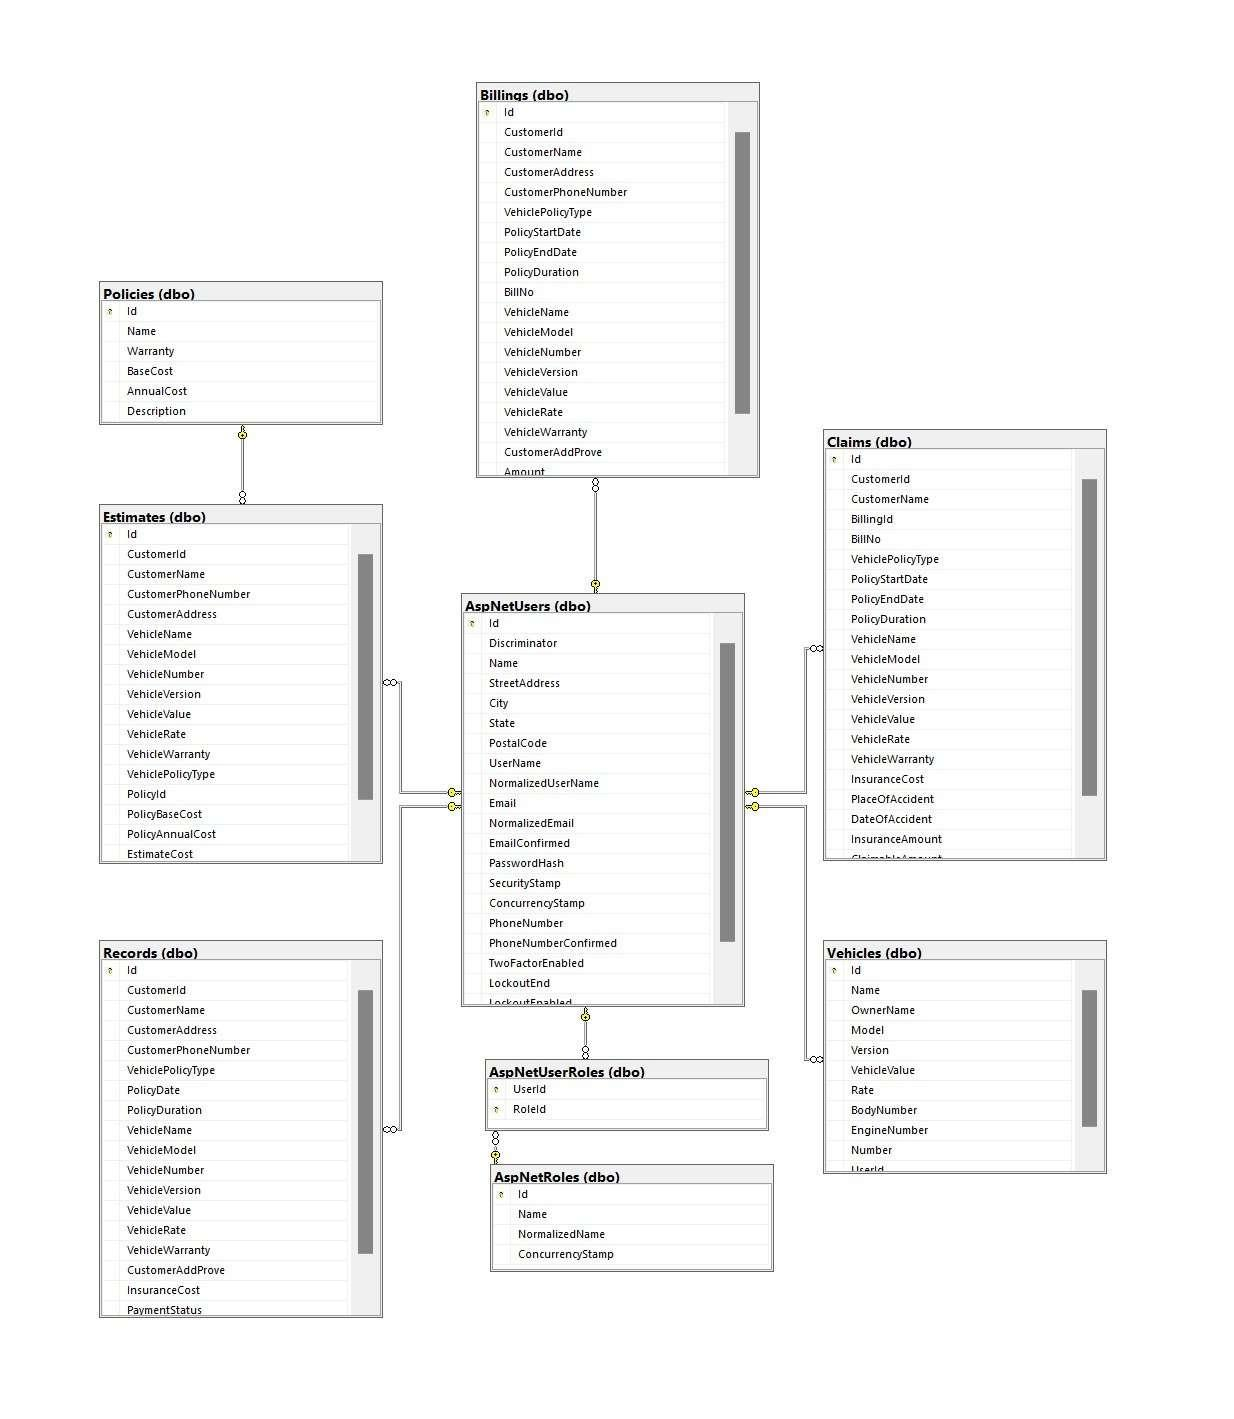 Billings (dbo)
Id
CustomerId
CustomerName
CustomerAddress
CustomerPhoneNumber
VehiclePolicyType
PolicyStartDate
PolicyEndDate
PolicyDuration
BillNo
VehicleName
VehicleModel
VehicleNumber
VehicleVersion
VehicleValue
VehicleRate
VehicleWarranty
CustomerAddProve
Amount
Policies (dbo)
Id
Name
Warranty
BaseCost
AnnualCost
Description
Estimates (dbo)
Id
CustomerId
CustomerName
CustomerPhoneNumber
CustomerAddress
VehicleName
VehicleModel
VehicleNumber
VehicleVersion
VehicleValue
VehicleRate
VehicleWarranty
VehiclePolicyType
PolicyId
PolicyBaseCost
PolicyAnnualCost
EstimateCost
AspNetUsers (dbo)
Id
Discriminator
Name
StreetAddress
City
State
PostalCode
UserName
NormalizedUserName
Email
NormalizedEmail
EmailConfirmed
PasswordHash
SecurityStamp
ConcurrencyStamp
PhoneNumber
PhoneNumberConfirmed
TwoFactorEnabled
LockoutEnd
LockoutEnabled
Claims (dbo)
Id
CustomerId
CustomerName
BillingId
BillNo
VehiclePolicyType
PolicyStartDate
PolicyEndDate
PolicyDuration
VehicleName
VehicleModel
VehicleNumber
VehicleVersion
VehicleValue
VehicleRate
VehicleWarranty
InsuranceCost
PlaceOfAccident
DateOfAccident
InsuranceAmount
ClaimableAmount
Records (dbo)
Id
CustomerId
CustomerName
CustomerAddress
CustomerPhoneNumber
VehiclePolicyType
PolicyDate
PolicyDuration
VehicleName
VehicleModel
VehicleNumber
VehicleVersion
VehicleValue
VehicleRate
VehicleWarranty
CustomerAddProve
InsuranceCost
PaymentStatus
AspNetUserRoles (dbo)
UserId
RoleId
AspNetRoles (dbo)
Id
Name
NormalizedName
ConcurrencyStamp
Vehicles (dbo)
Id
Name
OwnerName
Model
Version
VehicleValue
Rate
BodyNumber
EngineNumber
Number
UserId